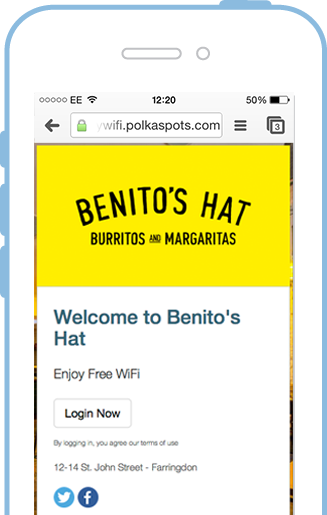 EE 12:20 50%
wifi.polkaspots.com 3
BENITO'S HAT
BURRITOS AND MARGARITAS
Welcome to Benito's
Hat
Enjoy Free WiFi
Login Now
By logging in, you agree our terms of use
12-14 St. John Street - Farringdon